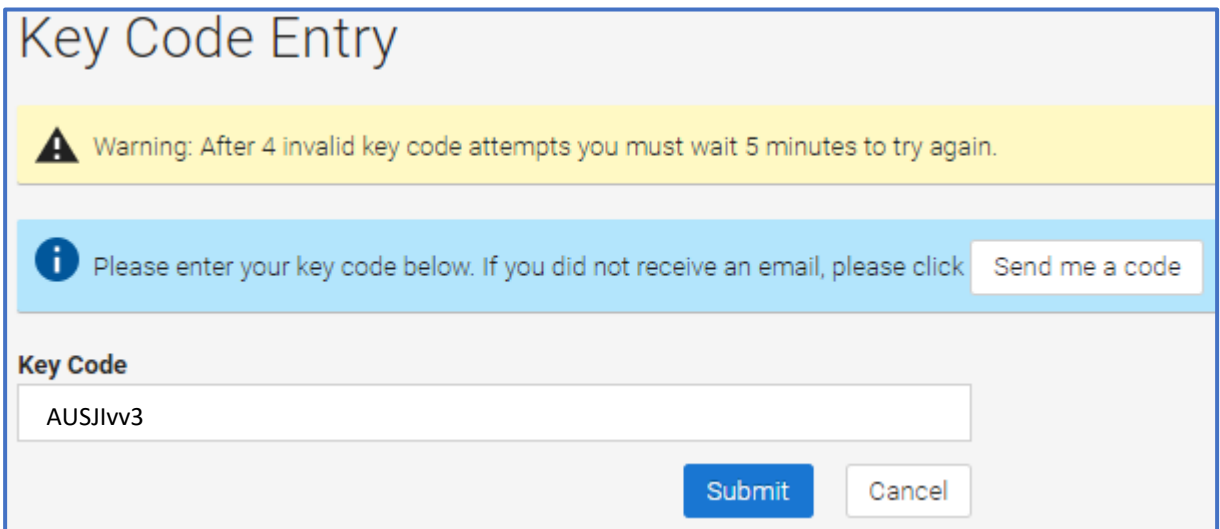 Key Code Entry
Warning: After 4 invalid key code attempts you must wait 5 minutes to try again.
Please enter your key code below. If you did not receive an email, please click Send me a code
Key Code
AUSJIvv3
Submit Cancel